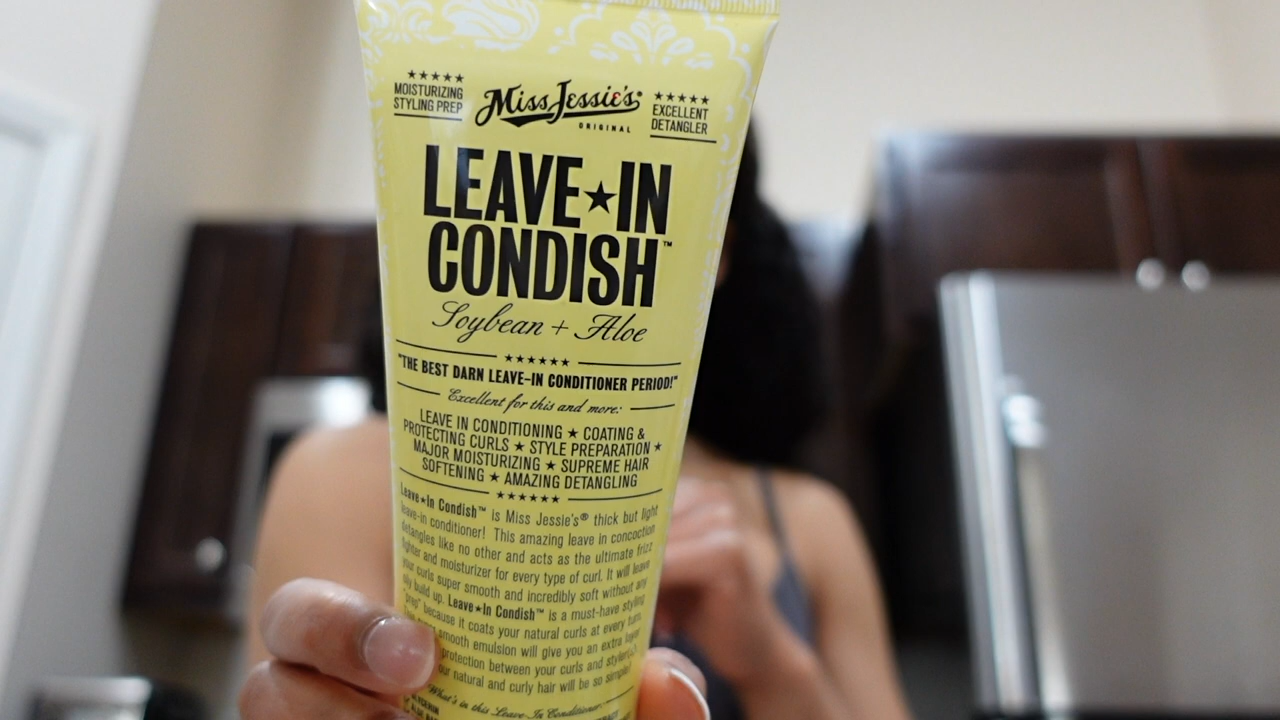 ★★★★★
MOISTURIZING
STYLING PREP
Miss Jessie's®
ORIGINAL
★★★★★
EXCELLENT
DETANGLER
LEAVE★IN
CONDISH™
Soybean + Aloe
★★★★★★
"THE BEST DARN LEAVE-IN CONDITIONER PERIOD!"
Excellent for this and more:
LEAVE IN CONDITIONING ★ COATING &
PROTECTING CURLS ★ STYLE PREPARATION ★
MAJOR MOISTURIZING ★ SUPREME HAIR
SOFTENING ★ AMAZING DETANGLING
★★★★★★
Leave★In Condish™ is Miss Jessie's® thick but light
leave-in conditioner! This amazing leave in concoction
detangles like no other and acts as the ultimate frizz
fighter and moisturizer for every type of curl. It will leave
your curls super smooth and incredibly soft without any
oily build up. Leave★In Condish™ is a must-have styling
"prep" because it coats your natural curls at every turn.
smooth emulsion will give you an extra layer
protection between your curls and
our natural and curly hair will be so simple!
What's in this Leave-In Conditioner
GLYCERIN